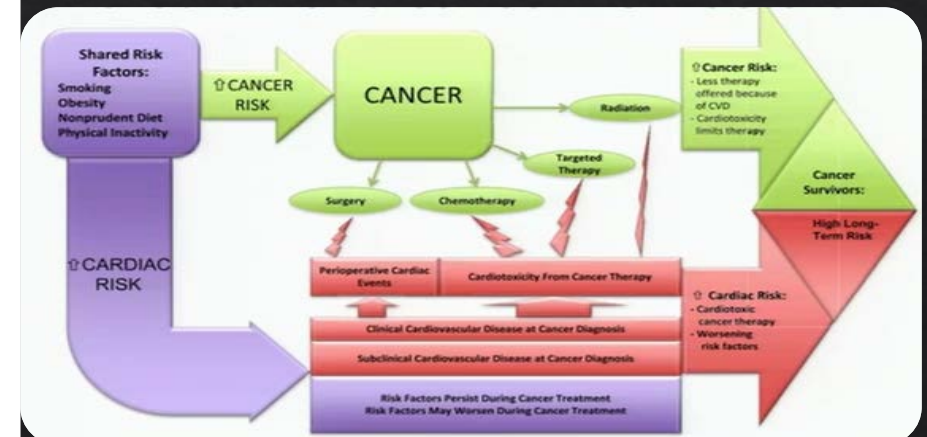 Shared Risk
Factors:
Smoking
Obesity
Nonprudent Diet
Physical Inactivity
⇧CANCER
RISK
CANCER
Radiation
Targeted
Therapy
Surgery
Chemotherapy
⇧Cancer Risk:
- Less therapy
offered because
of CVD
- Cardiotoxicity
limits therapy
Cancer
Survivors:
High Long-
Term Risk
⇧CARDIAC
RISK
Perioperative Cardiac
Events
Cardiotoxicity From Cancer Therapy
⇧ Cardiac Risk:
- Cardiotoxic
cancer therapy
- Worsening
risk factors
Clinical Cardiovascular Disease at Cancer Diagnosis
Subclinical Cardiovascular Disease at Cancer Diagnosis
Risk Factors Persist During Cancer Treatment
Risk Factors May Worsen During Cancer Treatment